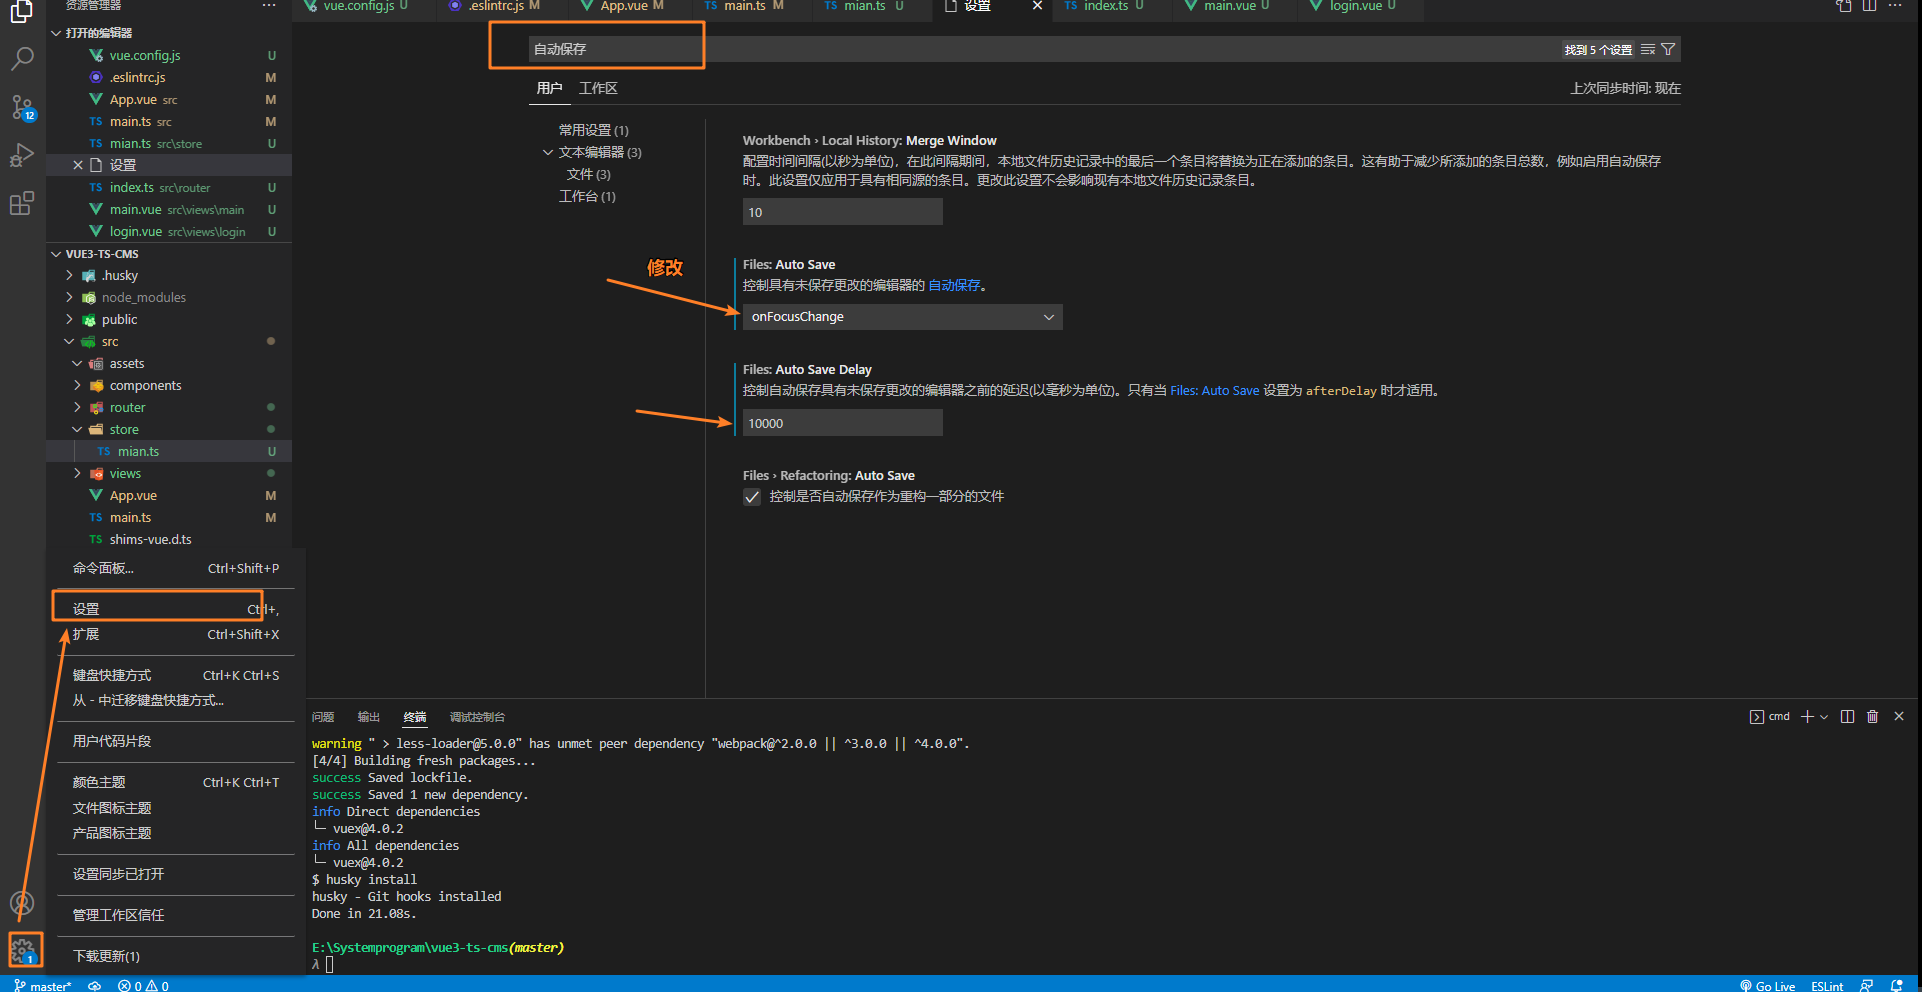 资源管理器 ···
打开的编辑器
vue.config.js U
.eslintrc.js M
App.vue src M
main.ts src M
mian.ts src\store U
设置
index.ts src\router U
main.vue src\views\main U
login.vue src\views\login U
VUE3-TS-CMS
.husky
node_modules
public
src
assets
components
router
store
mian.ts U
views
App.vue M
main.ts M
shims-vue.d.ts
命令面板... Ctrl+Shift+P
设置 Ctrl+,
扩展 Ctrl+Shift+X
键盘快捷方式 Ctrl+K Ctrl+S
从 - 中迁移键盘快捷方式...
用户代码片段
颜色主题 Ctrl+K Ctrl+T
文件图标主题
产品图标主题
设置同步已打开
管理工作区信任
下载更新(1)
12
1
vue.config.js U .eslintrc.js M App.vue M main.ts M mian.ts U 设置 index.ts U main.vue U login.vue U ···
自动保存 找到 5 个设置
用户 工作区 上次同步时间: 现在
常用设置 (1)
文本编辑器 (3)
文件 (3)
工作台 (1)
Workbench › Local History: Merge Window
配置时间间隔(以秒为单位)，在此间隔期间，本地文件历史记录中的最后一个条目将替换为正在添加的条目。这有助于减少所添加的条目总数，例如启用自动保存
时。此设置仅应用于具有相同源的条目。更改此设置不会影响现有本地文件历史记录条目。
10
修改
Files: Auto Save
控制具有未保存更改的编辑器的 自动保存。
onFocusChange
Files: Auto Save Delay
控制自动保存具有未保存更改的编辑器之前的延迟(以毫秒为单位)。只有当 Files: Auto Save 设置为 afterDelay 时才适用。
10000
Files › Refactoring: Auto Save
控制是否自动保存作为重构一部分的文件
问题 输出 终端 调试控制台 cmd
warning " > less-loader@5.0.0" has unmet peer dependency "webpack@^2.0.0 || ^3.0.0 || ^4.0.0".
[4/4] Building fresh packages...
success Saved lockfile.
success Saved 1 new dependency.
info Direct dependencies
└─ vuex@4.0.2
info All dependencies
└─ vuex@4.0.2
$ husky install
husky - Git hooks installed
Done in 21.08s.
E:\Systemprogram\vue3-ts-cms(master)
λ
master* 0 0 Go Live ESLint